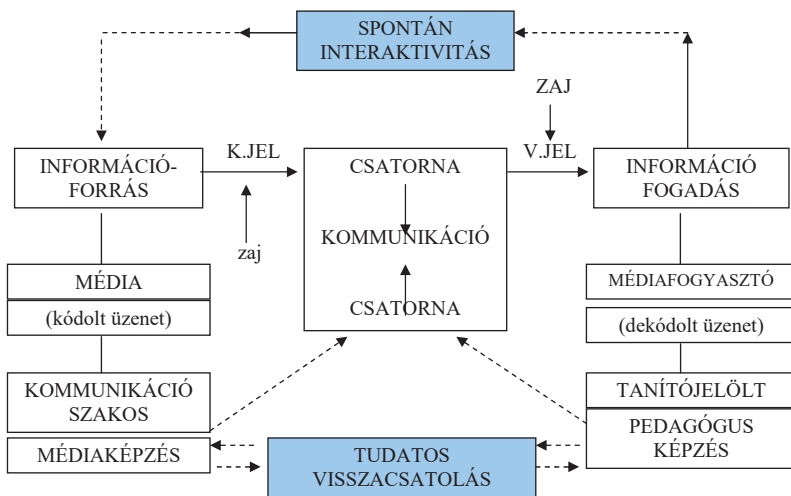 SPONTÁN
INTERAKTIVITÁS
ZAJ
INFORMÁCIÓ-
FORRÁS
K.JEL
zaj
CSATORNA
KOMMUNIKÁCIÓ
CSATORNA
V.JEL
INFORMÁCIÓ
FOGADÁS
MÉDIA
(kódolt üzenet)
MÉDIAFOGYASZTÓ
(dekódolt üzenet)
KOMMUNIKÁCIÓ
SZAKOS
MÉDIAKÉPZÉS
TANÍTÓJELÖLT
PEDAGÓGUS
KÉPZÉS
TUDATOS
VISSZACSATOLÁS